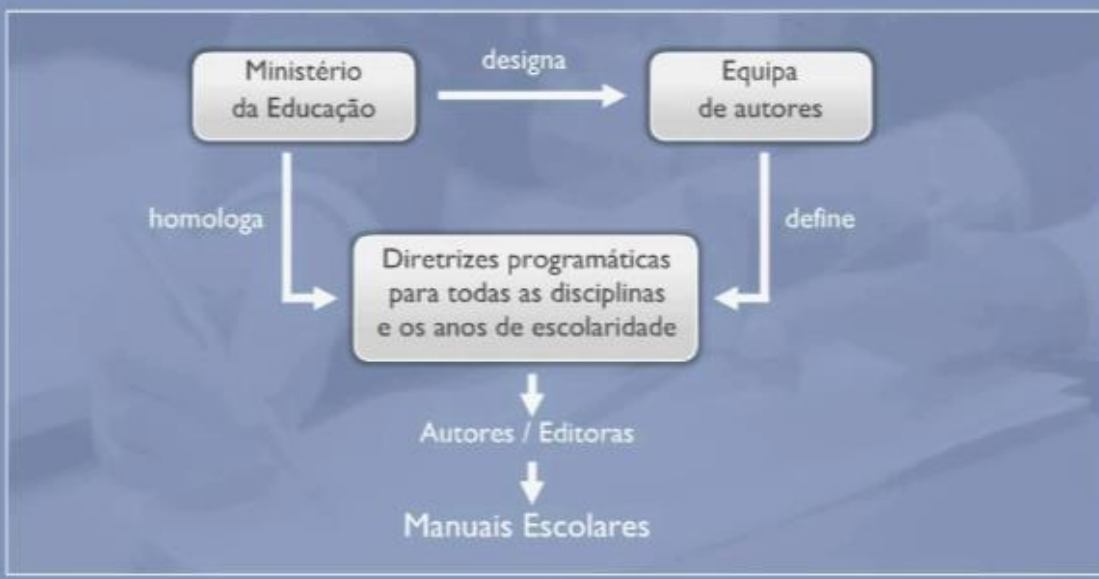 Ministério
da Educação
designa
Equipa
de autores
homologa
define
Diretrizes programáticas
para todas as disciplinas
e os anos de escolaridade
Autores / Editoras
Manuais Escolares